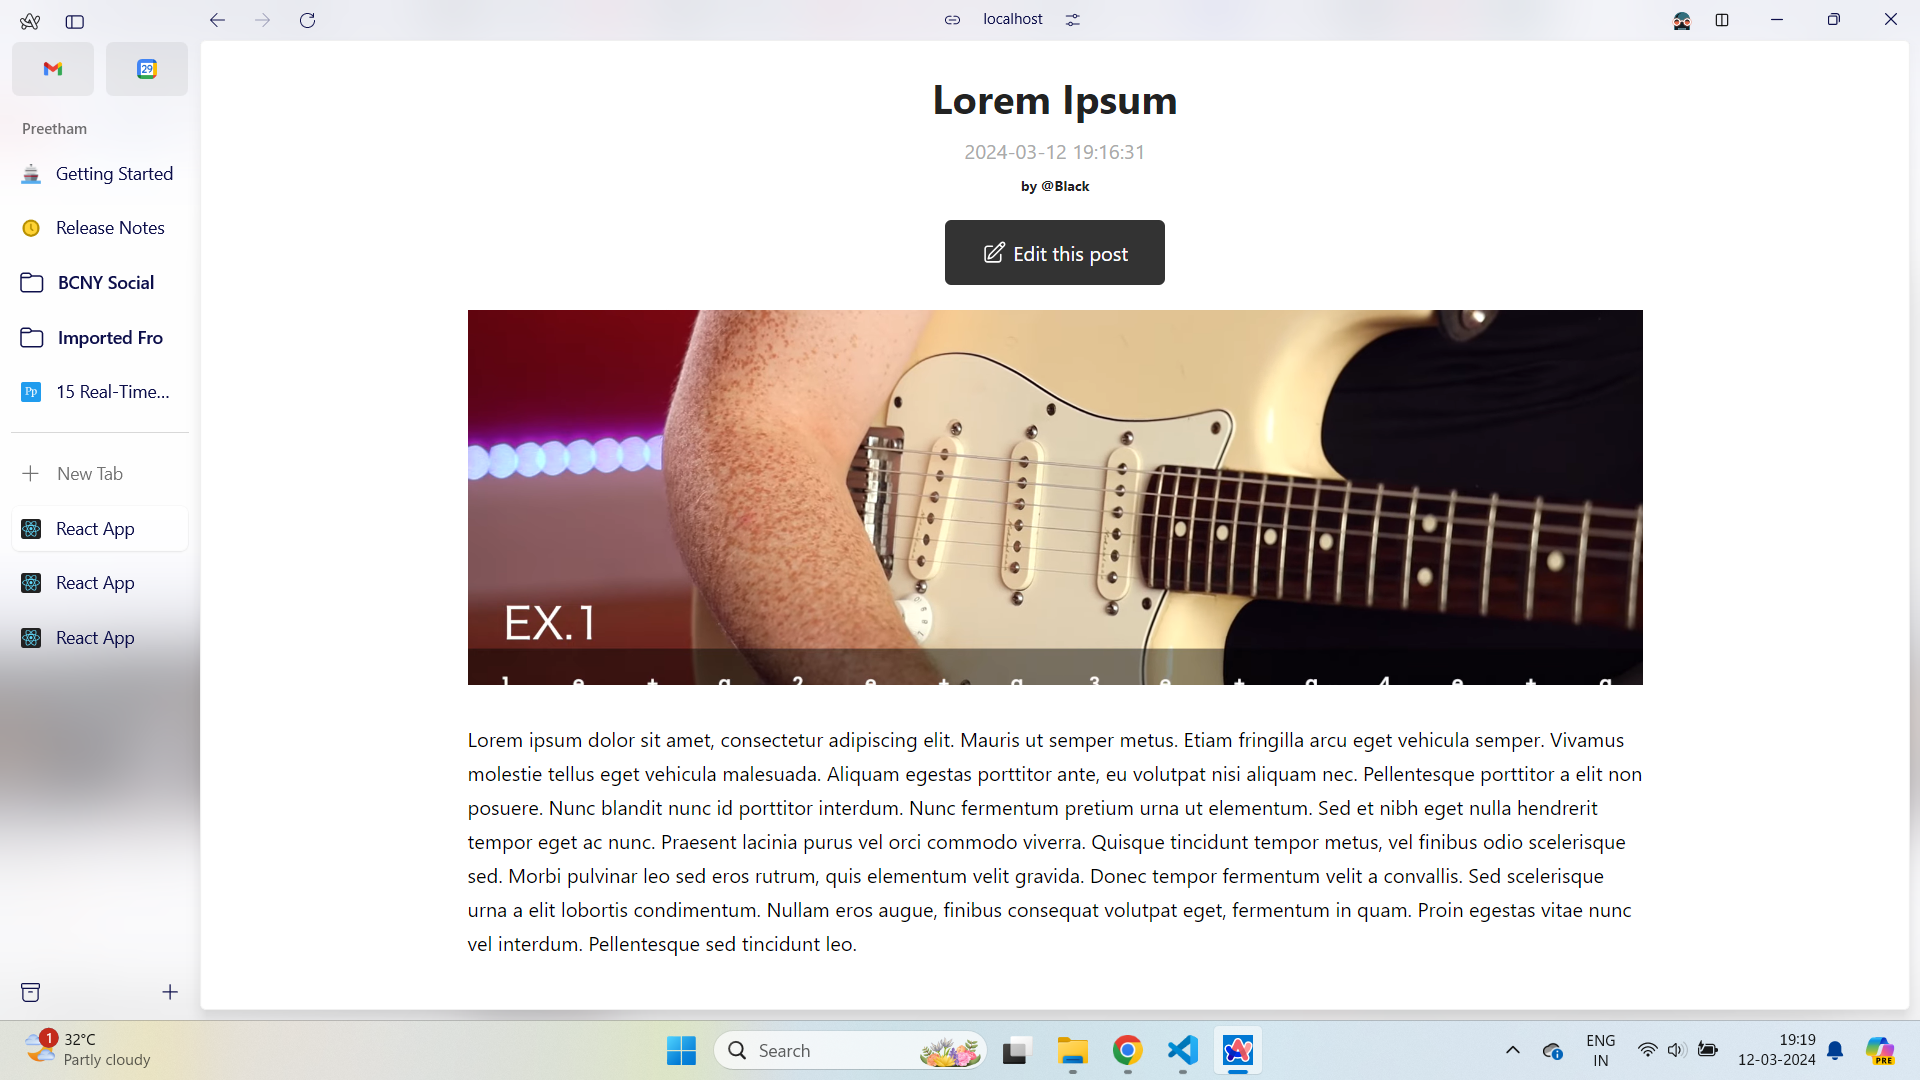 localhost
29
Preetham
Getting Started
Release Notes
BCNY Social
Imported Fro
Pp
15 Real-Time...
New Tab
React App
React App
React App
Lorem Ipsum
2024-03-12 19:16:31
by @Black
Edit this post
EX.1
1 e t a 2 e t a 3 e t a 4 e t a
Lorem ipsum dolor sit amet, consectetur adipiscing elit. Mauris ut semper metus. Etiam fringilla arcu eget vehicula semper. Vivamus
molestie tellus eget vehicula malesuada. Aliquam egestas porttitor ante, eu volutpat nisi aliquam nec. Pellentesque porttitor a elit non
posuere. Nunc blandit nunc id porttitor interdum. Nunc fermentum pretium urna ut elementum. Sed et nibh eget nulla hendrerit
tempor eget ac nunc. Praesent lacinia purus vel orci commodo viverra. Quisque tincidunt tempor metus, vel finibus odio scelerisque
sed. Morbi pulvinar leo sed eros rutrum, quis elementum velit gravida. Donec tempor fermentum velit a convallis. Sed scelerisque
urna a elit lobortis condimentum. Nullam eros augue, finibus consequat volutpat eget, fermentum in quam. Proin egestas vitae nunc
vel interdum. Pellentesque sed tincidunt leo.
1
32°C
Partly cloudy
Search
ENG
IN
19:19
12-03-2024
PRE